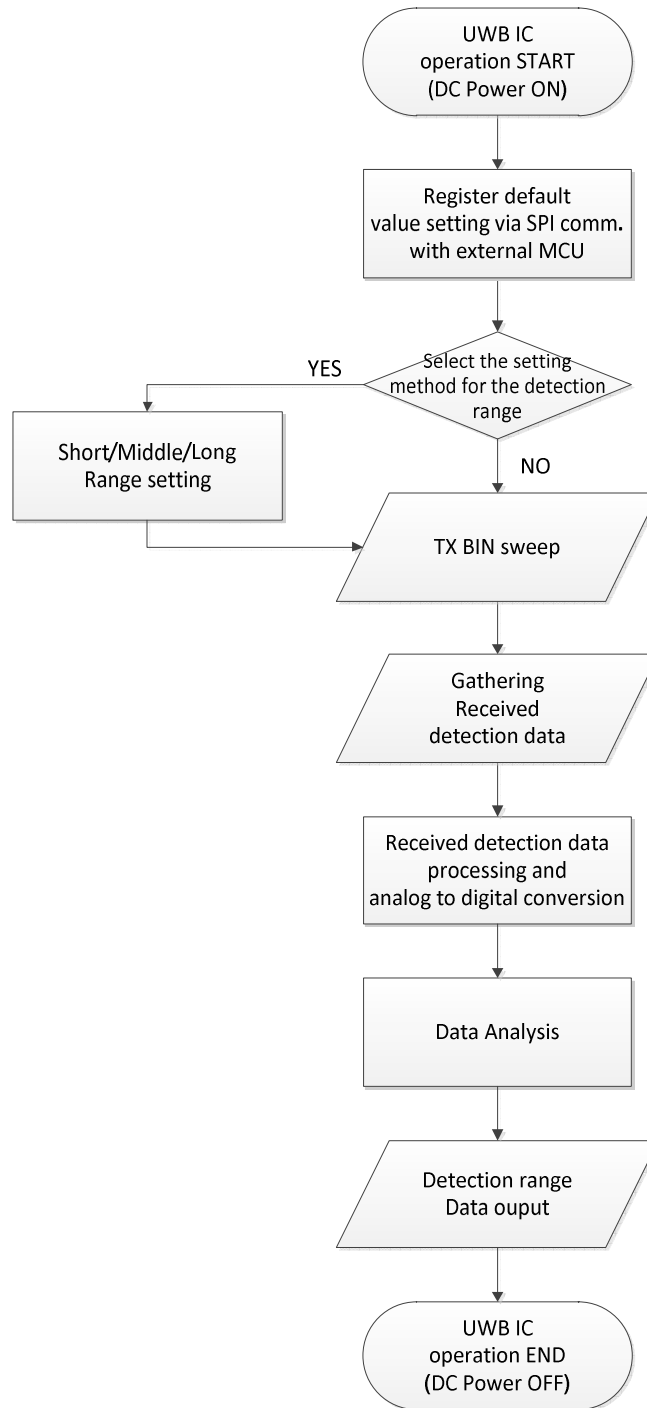 UWB IC
operation START
(DC Power ON)
Register default
value setting via SPI comm.
with external MCU
Select the setting
method for the detection
range
YES
Short/Middle/Long
Range setting
NO
TX BIN sweep
Gathering
Received
detection data
Received detection data
processing and
analog to digital conversion
Data Analysis
Detection range
Data ouput
UWB IC
operation END
(DC Power OFF)